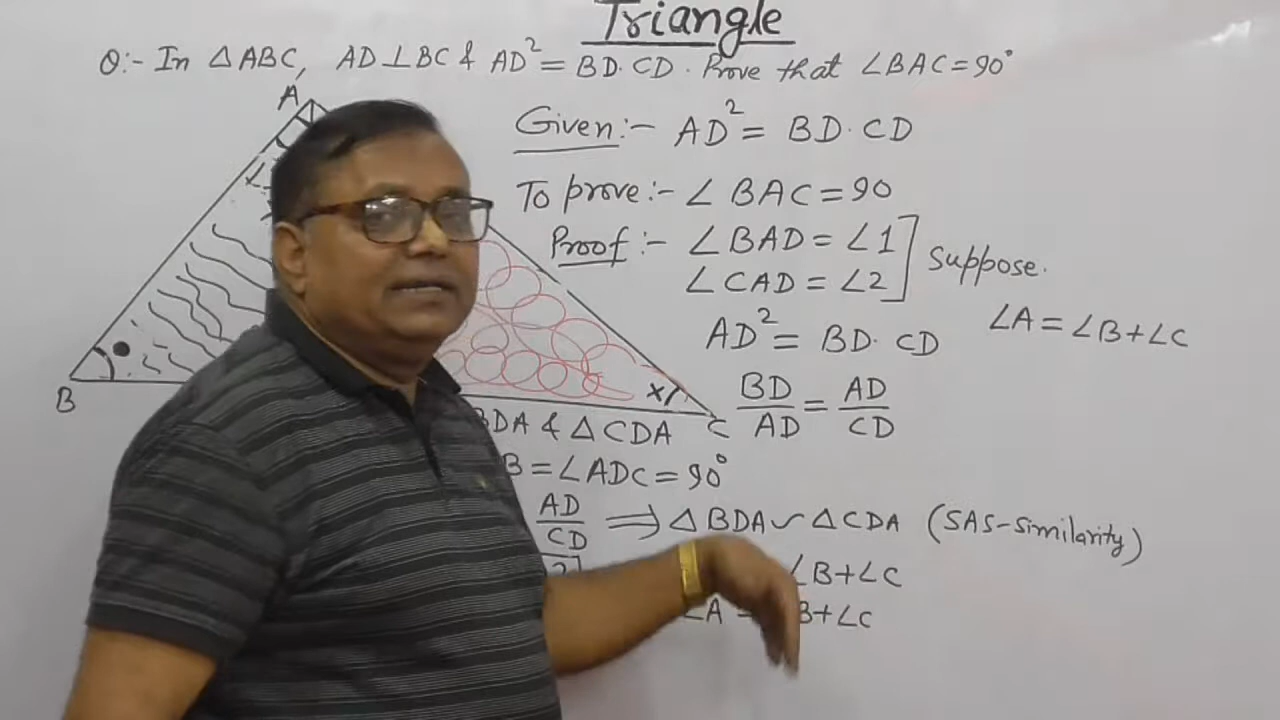 Triangle
Q:- In △ABC, AD⊥BC & AD² = BD·CD. Prove that ∠BAC=90°
A
Given:- AD² = BD·CD
To prove:- ∠BAC=90
Proof:- ∠BAD=∠1
∠CAD=∠2
Suppose.
∠A=∠B+∠C
AD² = BD·CD
BD/AD = AD/CD
B
x
C
BDA & △CDA
B=∠ADC=90°
AD/CD ⟹ △BDA∽△CDA (SAS-similarity)
∠B+∠C
∠A = B+∠C